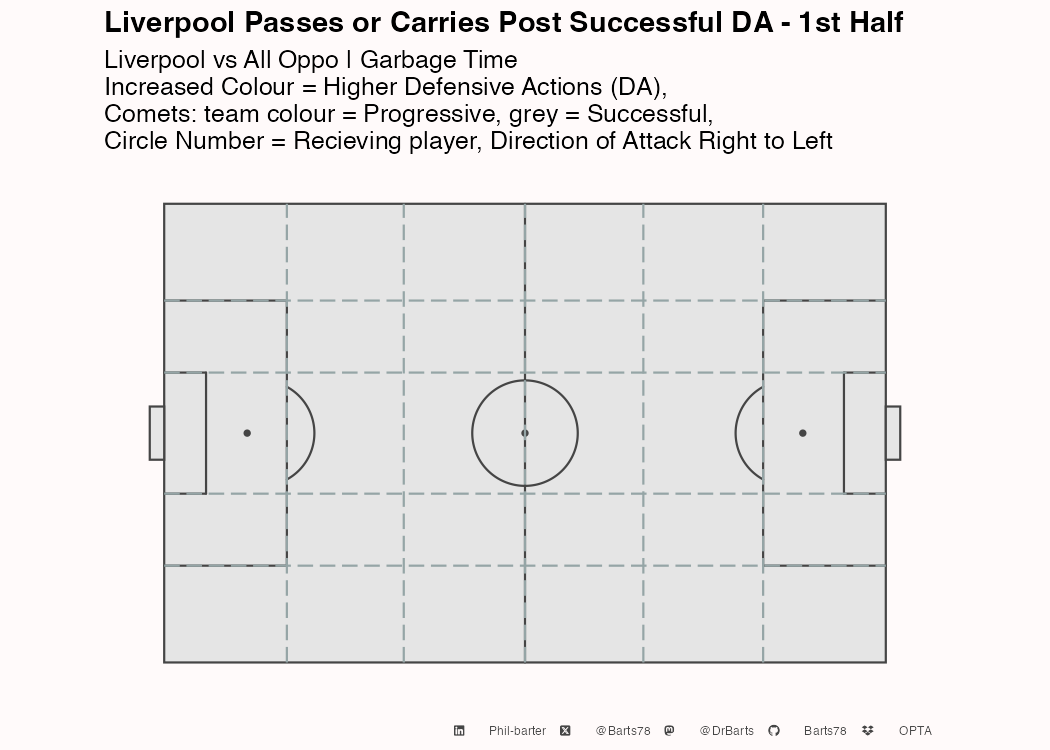 Liverpool Passes or Carries Post Successful DA - 1st Half
Liverpool vs All Oppo | Garbage Time
Increased Colour = Higher Defensive Actions (DA),
Comets: team colour = Progressive, grey = Successful,
Circle Number = Recieving player, Direction of Attack Right to Left
Phil-barter @Barts78 @DrBarts Barts78 OPTA